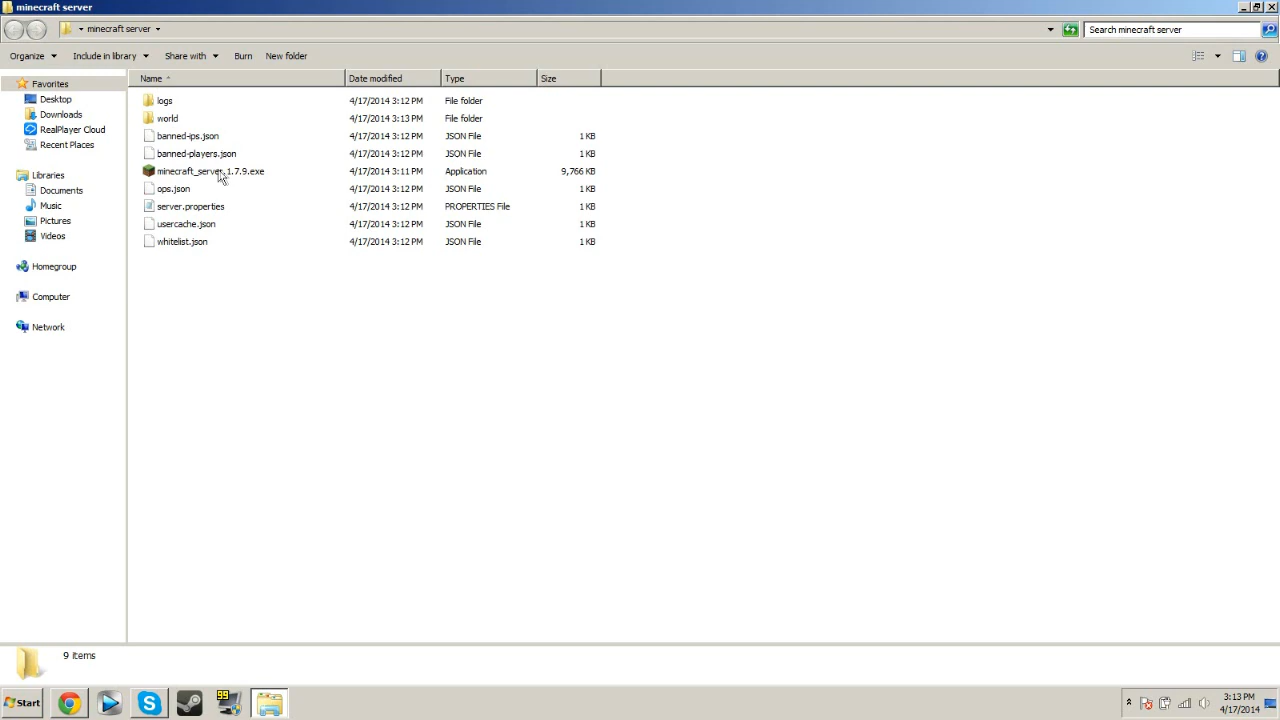 minecraft server
minecraft server
Search minecraft server
Organize Include in library Share with Burn New folder
Name Date modified Type Size
Favorites
Desktop
Downloads
RealPlayer Cloud
Recent Places
Libraries
Documents
Music
Pictures
Videos
Homegroup
Computer
Network
logs 4/17/2014 3:12 PM File folder
world 4/17/2014 3:13 PM File folder
banned-ips.json 4/17/2014 3:12 PM JSON File 1 KB
banned-players.json 4/17/2014 3:12 PM JSON File 1 KB
minecraft_server.1.7.9.exe 4/17/2014 3:11 PM Application 9,766 KB
ops.json 4/17/2014 3:12 PM JSON File 1 KB
server.properties 4/17/2014 3:12 PM PROPERTIES File 1 KB
usercache.json 4/17/2014 3:12 PM JSON File 1 KB
whitelist.json 4/17/2014 3:12 PM JSON File 1 KB
9 items
Start
99
3:13 PM
4/17/2014